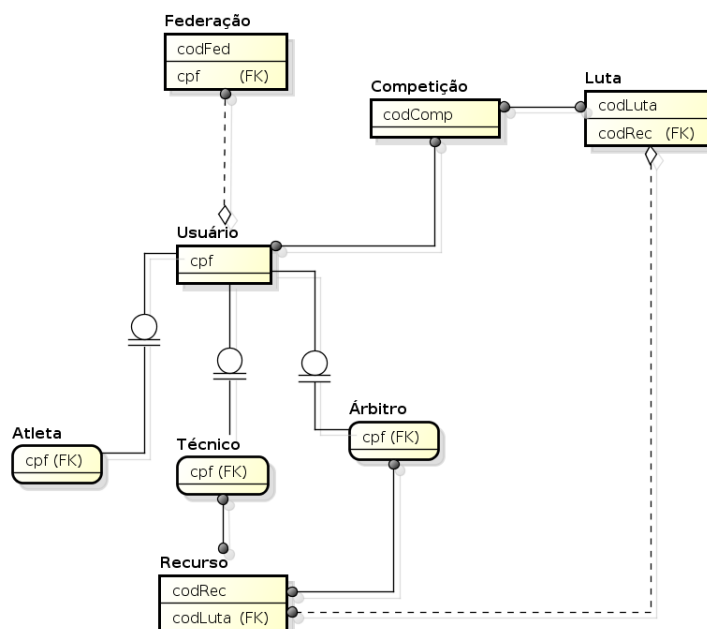 Federação
codFed
cpf (FK)
Competição
codComp
Luta
codLuta
codRec (FK)
Usuário
cpf
Atleta
cpf (FK)
Técnico
cpf (FK)
Árbitro
cpf (FK)
Recurso
codRec
codLuta (FK)